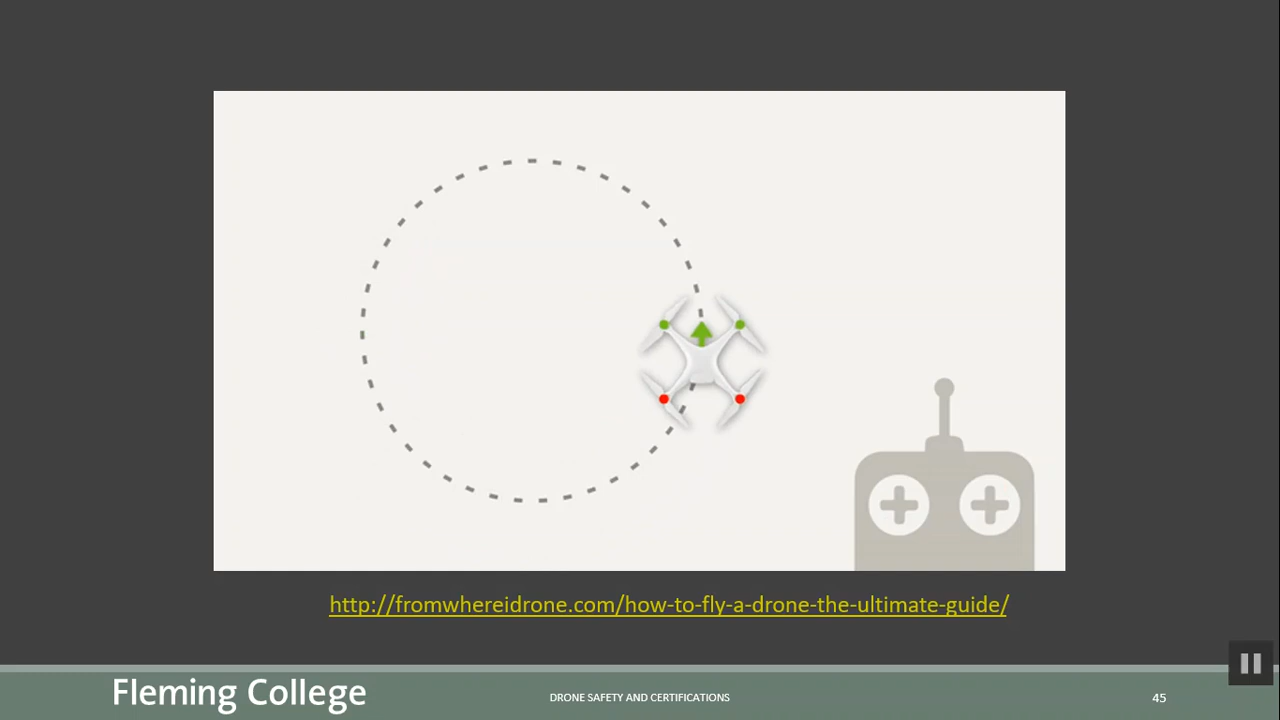 http://fromwhereidrone.com/how-to-fly-a-drone-the-ultimate-guide/
Fleming College
DRONE SAFETY AND CERTIFICATIONS
45